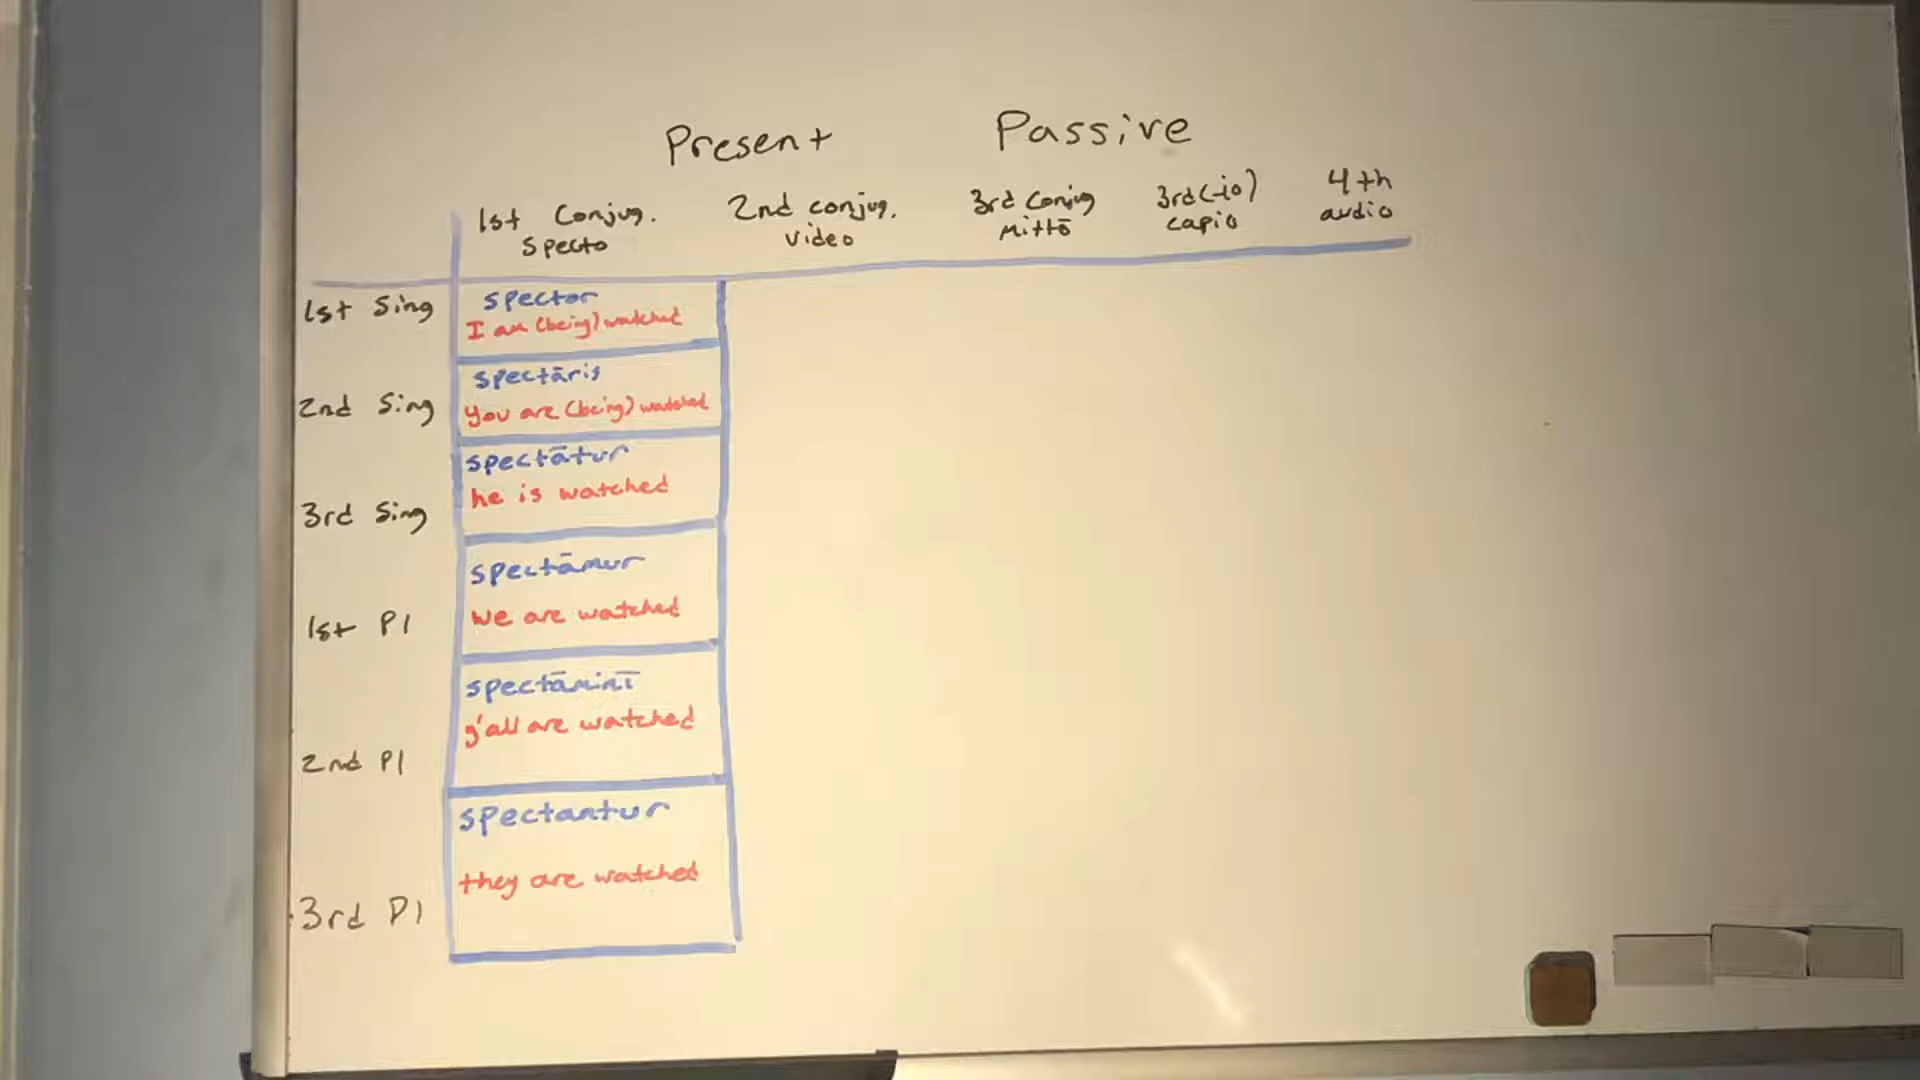 Present Passive
1st Conjug. 2nd conjug. 3rd Conjug 3rd(-io) 4th
Specto video mittō capio audio
1st Sing spector
I am (being) watched
2nd Sing spectāris
you are (being) watched
3rd Sing spectātur
he is watched
1st Pl spectāmur
we are watched
2nd Pl spectāminī
y'all are watched
3rd Pl spectantur
they are watched